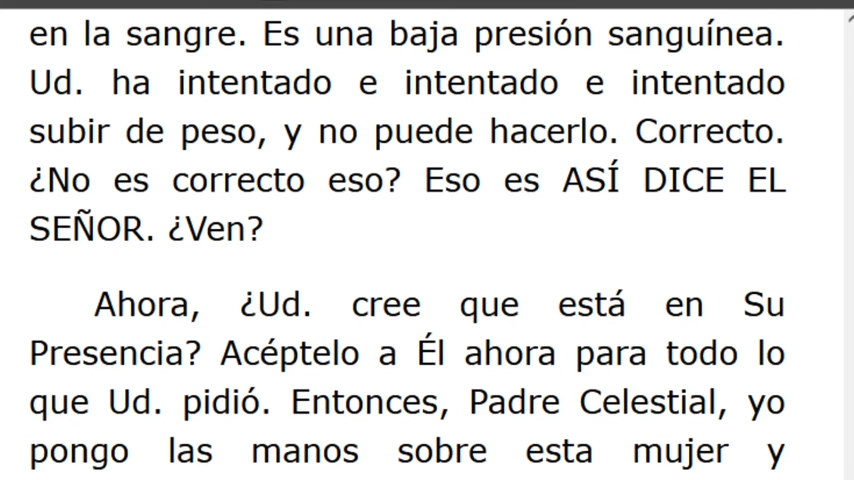 en la sangre. Es una baja presión sanguínea.
Ud. ha intentado e intentado e intentado
subir de peso, y no puede hacerlo. Correcto.
¿No es correcto eso? Eso es ASÍ DICE EL
SEÑOR. ¿Ven?
Ahora, ¿Ud. cree que está en Su
Presencia? Acéptelo a Él ahora para todo lo
que Ud. pidió. Entonces, Padre Celestial, yo
pongo las manos sobre esta mujer y